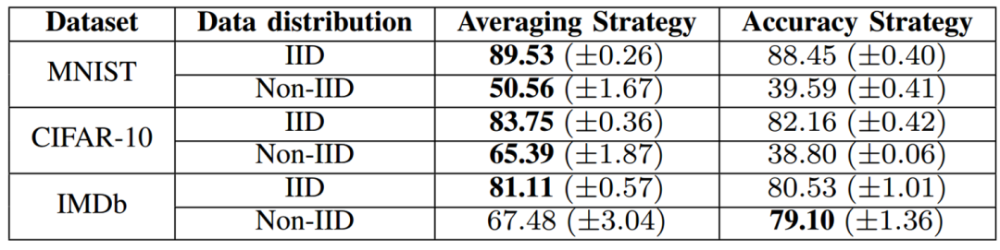 Dataset Data distribution Averaging Strategy Accuracy Strategy
MNIST IID 89.53 (±0.26) 88.45 (±0.40)
Non-IID 50.56 (±1.67) 39.59 (±0.41)
CIFAR-10 IID 83.75 (±0.36) 82.16 (±0.42)
Non-IID 65.39 (±1.87) 38.80 (±0.06)
IMDb IID 81.11 (±0.57) 80.53 (±1.01)
Non-IID 67.48 (±3.04) 79.10 (±1.36)